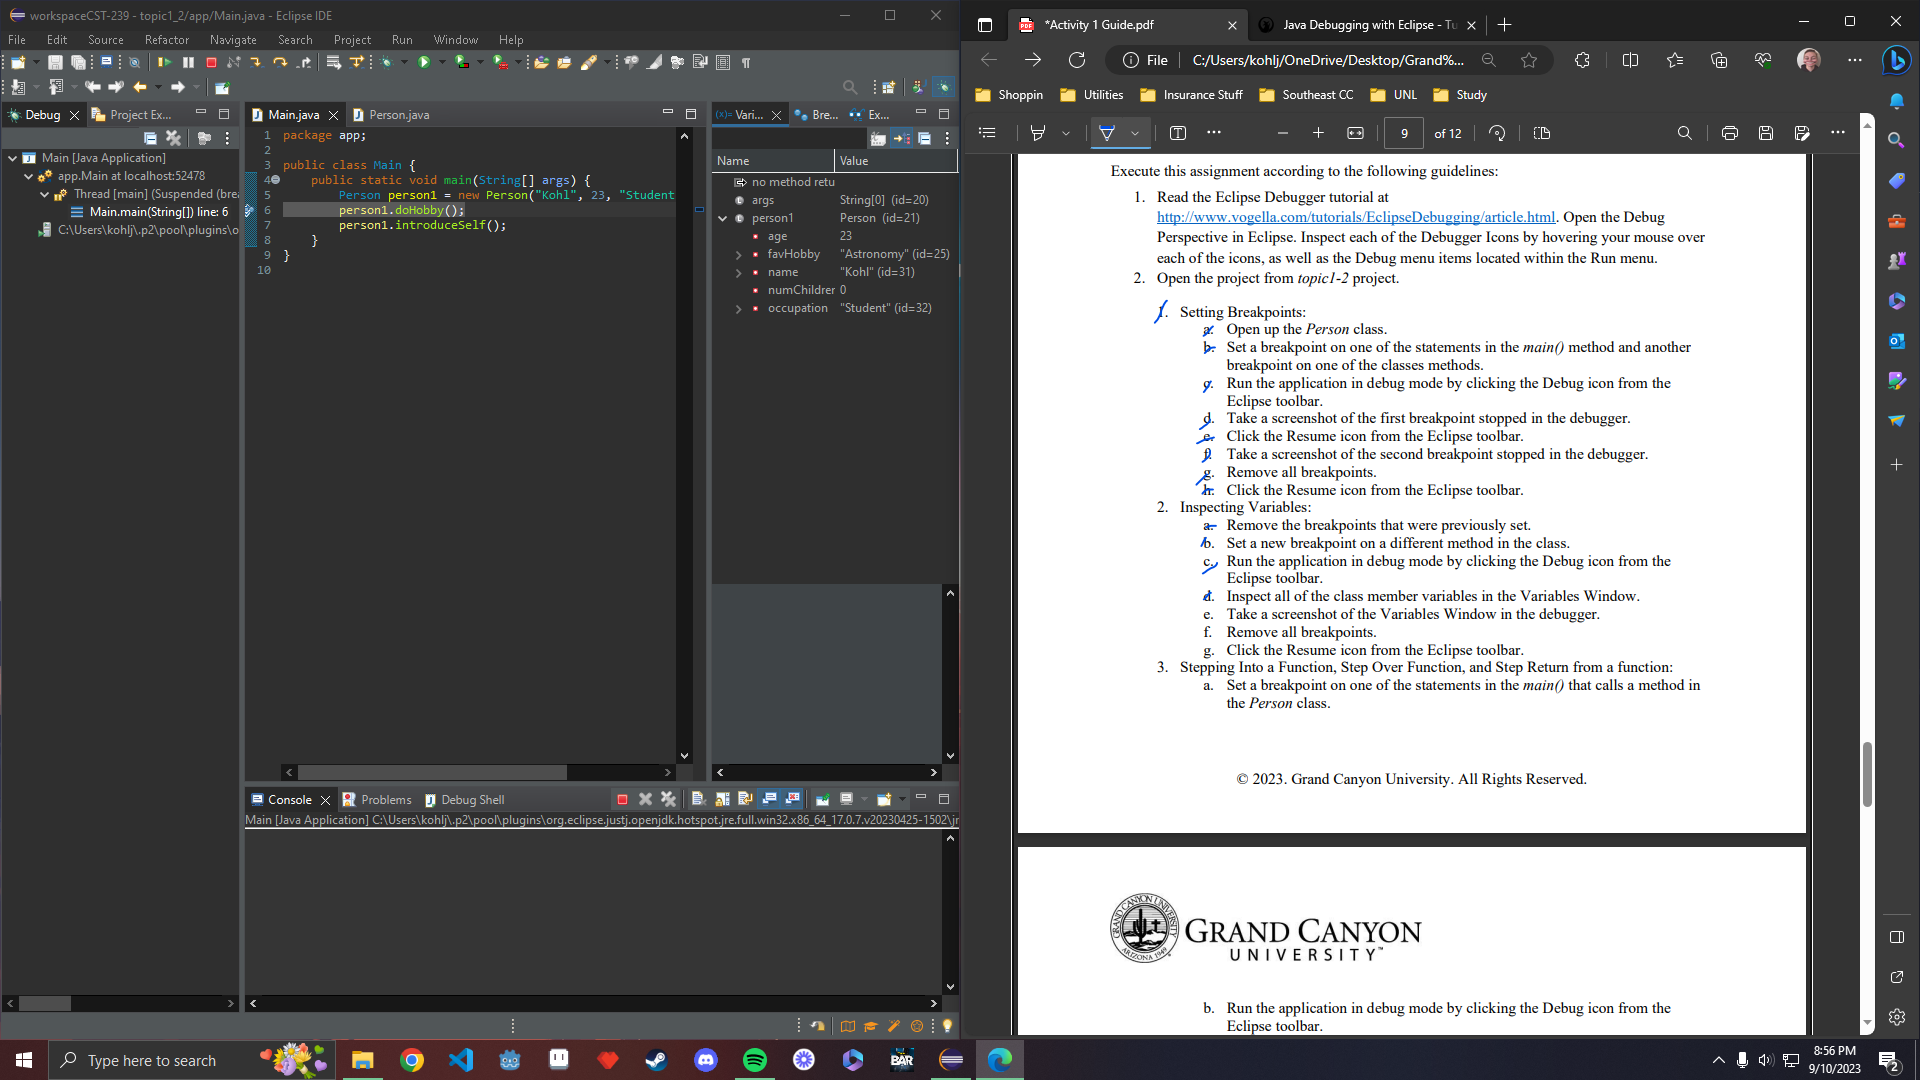 workspaceCST-239 - topic1_2/app/Main.java - Eclipse IDE
File Edit Source Refactor Navigate Search Project Run Window Help
Debug
Project Ex...
Main [Java Application]
app.Main at localhost:52478
Thread [main] (Suspended (brea
Main.main(String[]) line: 6
C:\Users\kohlj\.p2\pool\plugins\o
Main.java
Person.java
1 package app;
2
3 public class Main {
4 public static void main(String[] args) {
5 Person person1 = new Person("Kohl", 23, "Student
6 person1.doHobby();
7 person1.introduceSelf();
8 }
9 }
10
(x)= Vari...
Bre...
Ex...
Name Value
no method retu
args String[0] (id=20)
person1 Person (id=21)
age 23
favHobby "Astronomy" (id=25)
name "Kohl" (id=31)
numChildrer 0
occupation "Student" (id=32)
Console
Problems
Debug Shell
Main [Java Application] C:\Users\kohlj\.p2\pool\plugins\org.eclipse.justj.openjdk.hotspot.jre.full.win32.x86_64_17.0.7.v20230425-1502\jr
*Activity 1 Guide.pdf
Java Debugging with Eclipse - Tu
File C:/Users/kohlj/OneDrive/Desktop/Grand%...
Shoppin Utilities Insurance Stuff Southeast CC UNL Study
9 of 12
Execute this assignment according to the following guidelines:
1. Read the Eclipse Debugger tutorial at
http://www.vogella.com/tutorials/EclipseDebugging/article.html. Open the Debug
Perspective in Eclipse. Inspect each of the Debugger Icons by hovering your mouse over
each of the icons, as well as the Debug menu items located within the Run menu.
2. Open the project from topic1-2 project.
1. Setting Breakpoints:
a. Open up the Person class.
b. Set a breakpoint on one of the statements in the main() method and another
breakpoint on one of the classes methods.
c. Run the application in debug mode by clicking the Debug icon from the
Eclipse toolbar.
d. Take a screenshot of the first breakpoint stopped in the debugger.
e. Click the Resume icon from the Eclipse toolbar.
f. Take a screenshot of the second breakpoint stopped in the debugger.
g. Remove all breakpoints.
h. Click the Resume icon from the Eclipse toolbar.
2. Inspecting Variables:
a. Remove the breakpoints that were previously set.
b. Set a new breakpoint on a different method in the class.
c. Run the application in debug mode by clicking the Debug icon from the
Eclipse toolbar.
d. Inspect all of the class member variables in the Variables Window.
e. Take a screenshot of the Variables Window in the debugger.
f. Remove all breakpoints.
g. Click the Resume icon from the Eclipse toolbar.
3. Stepping Into a Function, Step Over Function, and Step Return from a function:
a. Set a breakpoint on one of the statements in the main() that calls a method in
the Person class.
© 2023. Grand Canyon University. All Rights Reserved.
GRAND CANYON UNIVERSITY
ARIZONA 1949
GRAND CANYON
UNIVERSITY™
b. Run the application in debug mode by clicking the Debug icon from the
Eclipse toolbar.
Type here to search
BAR
8:56 PM
9/10/2023
2